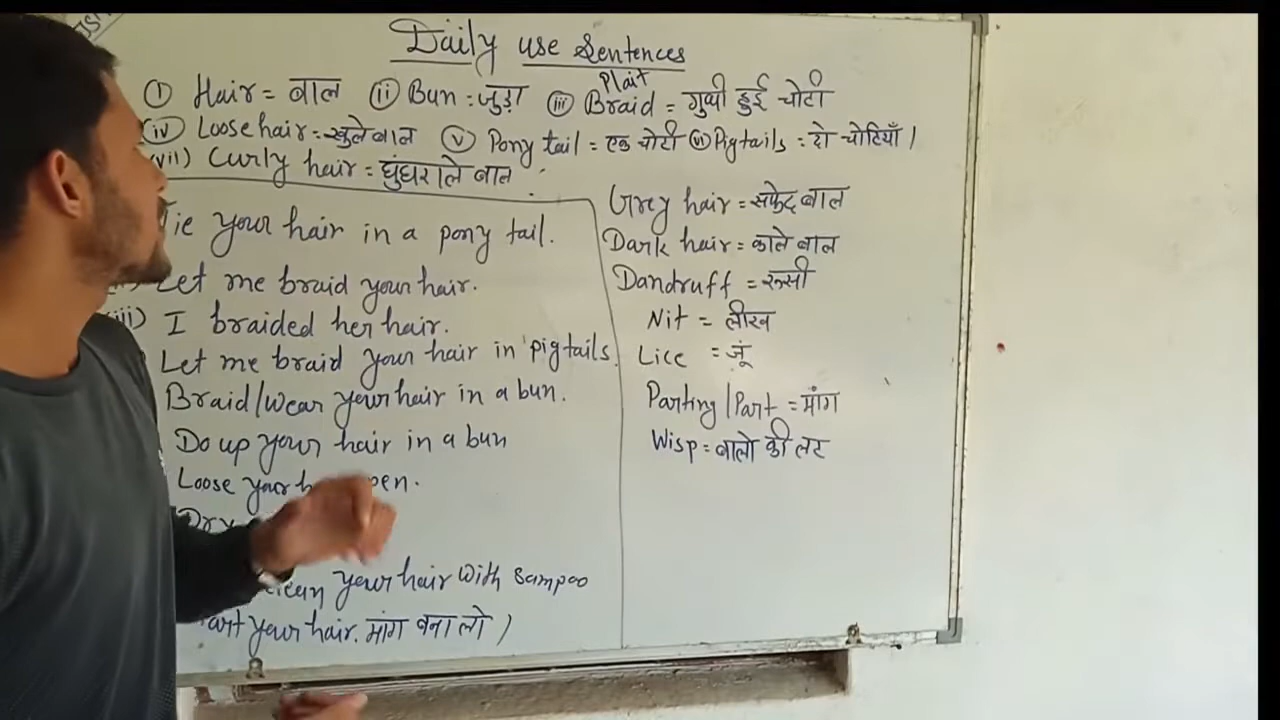 Daily use Sentences
(i) Hair = बाल (ii) Bun = जुड़ा (iii) Braid = गुथी हुई चोटी
Plait
(iv) Loose hair = खुले बाल (v) Pony tail = एक चोटी (vi) Pigtails = दो चोटियाँ।
(vii) Curly hair = घुंघराले बाल
Tie your hair in a pony tail.
Let me braid your hair.
(iii) I braided her hair.
Let me braid your hair in pigtails.
Braid/Wear your hair in a bun.
Do up your hair in a bun
Loose your
Dry
your hair with sampoo
your hair. मांग बना लो।
Grey hair = सफेद बाल
Dark hair = काले बाल
Dandruff = रूसी
Nit = लीख
Lice = जूं
Parting/Part = मांग
Wisp = बालो की लट